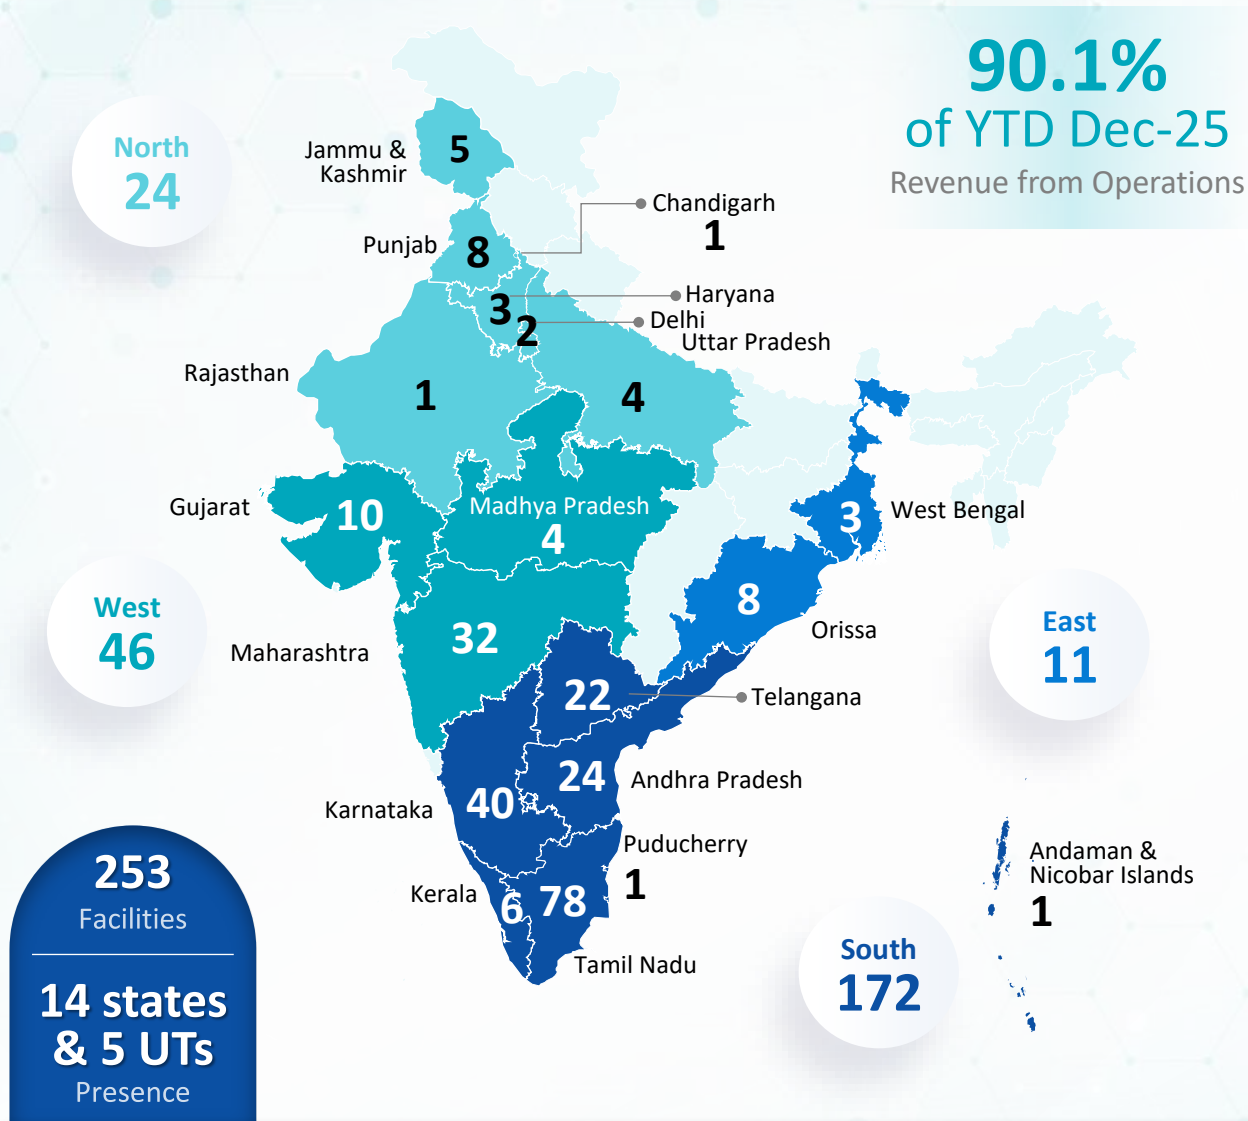 90.1%
of YTD Dec-25
Revenue from Operations
North
24
Jammu &
Kashmir
5
Chandigarh
1
Punjab
8
Haryana
3
Delhi
2
Uttar Pradesh
4
Rajasthan
1
Gujarat
10
Madhya Pradesh
4
West Bengal
3
West
46
Maharashtra
32
Orissa
8
East
11
Telangana
22
Andhra Pradesh
24
Karnataka
40
Puducherry
1
Kerala
6
78
Tamil Nadu
Andaman &
Nicobar Islands
1
South
172
253
Facilities
14 states
& 5 UTs
Presence